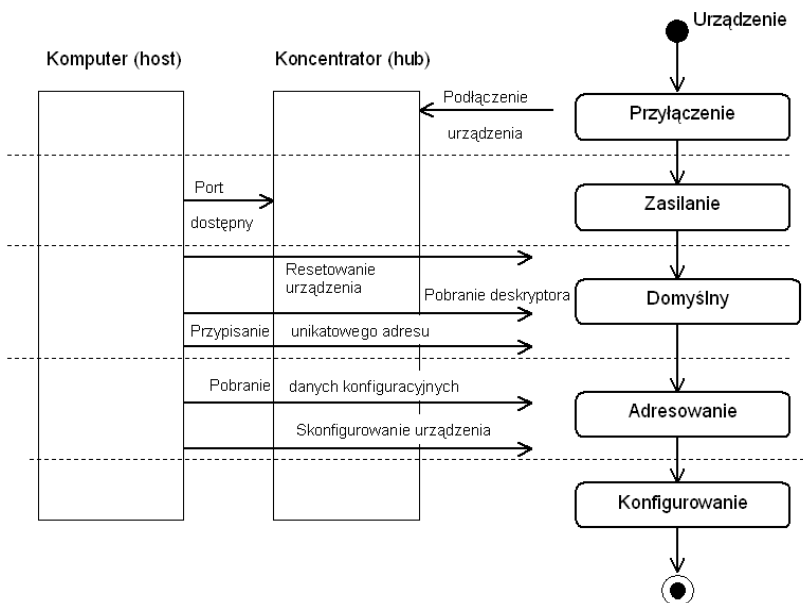 Urządzenie
Komputer (host)
Koncentrator (hub)
Podłączenie
urządzenia
Przyłączenie
Port
dostępny
Zasilanie
Resetowanie
urządzenia
Pobranie deskryptora
Domyślny
Przypisanie unikatowego adresu
Pobranie danych konfiguracyjnych
Adresowanie
Skonfigurowanie urządzenia
Konfigurowanie